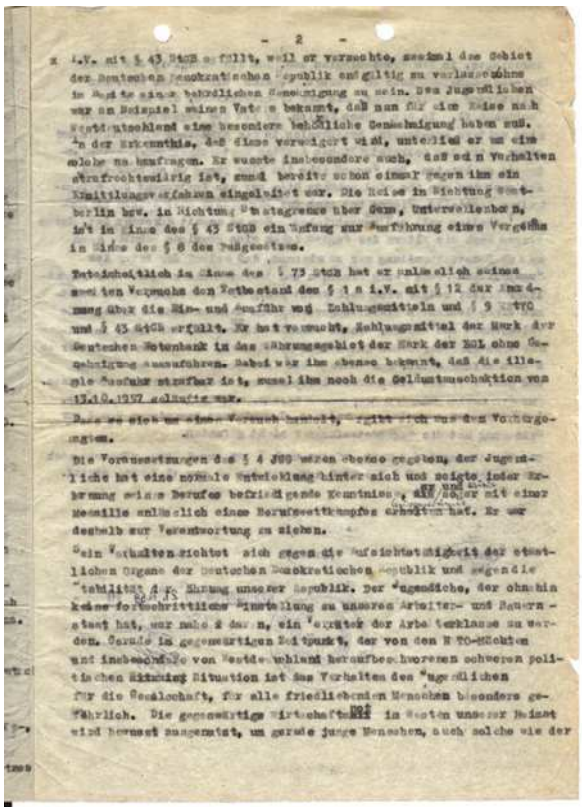 - 2 -
i.V. mit § 43 StGB erfüllt, weil er versuchte, zweimal das Gebiet
der Deutschen Demokratischen Republik endgültig zu verlassen ohne
im Besitz einer behördlichen Genehmigung zu sein. Dem Jugendlichen
war am Beispiel seines Vaters bekannt, daß man für eine Reise nach
Westdeutschland eine besondere behördliche Genehmigung haben muß.
In der Erkenntnis, daß diese verweigert wird, unterließ er um eine
solche nachzufragen. Er wusste insbesondere auch, daß sein Verhalten
strafrechtswidrig ist, zumal bereits schon einmal gegen ihn ein
Ermittlungsverfahren eingeleitet war. Die Reise in Richtung West-
berlin bzw. in Richtung Staatsgrenze über Gera, Unterwellenborn,
ist im Sinne des § 43 StGB ein Anfang zur Ausführung eines Vergehens
im Sinne des § 8 des Paßgesetzes.
Tateinheitlich im Sinne des § 73 StGB hat er anlässlich seines
zweiten Versuchs den Tatbestand des § 1 a i.V. mit § 12 der Anord-
nung über die Ein- und Ausfuhr von Zahlungsmitteln und § 9
und § 43 StGB erfüllt. Er hat versucht, Zahlungsmittel der Mark der
Deutschen Notenbank in das Währungsgebiet der Mark der BdL ohne Ge-
nehmigung auszuführen. Dabei war ihm ebenso bekannt, daß die ille-
gale Ausfuhr strafbar ist, zumal ihm noch die Geldumtauschaktion vom
13.10.1957 geläufig war.
Dass es sich um einen Versuch handelt, ergibt sich aus den Vorherge-
sagten.
Die Voraussetzungen des § 4 JGG waren ebenso gegeben, der Jugend-
liche hat eine normale Entwicklung hinter sich und zeigte in der Er-
lernung seines Berufes befriedigende Kenntnisse, er und sogar mit einer
Medaille anlässlich eines Berufswettkampfes erhalten hat. Er war
deshalb zur Verantwortung zu ziehen.
Sein Verhalten richtet sich gegen die Aufsichtstätigkeit der staat-
lichen Organe der Deutschen Demokratischen Republik und gegen die
Stabilität der Währung unserer Republik. Der Jugendliche, der ohnehin
keine fortschrittliche Einstellung zu unserem Arbeiter- und Bauern-
staat hat, war nahe daran, ein Verräter der Arbeiterklasse zu wer-
den. Gerade im gegenwärtigen Zeitpunkt, der von den NATO-Mächten
und insbesondere von Westdeutschland heraufbeschworenen schweren poli-
tischen Situation ist das Verhalten des Jugendlichen
für die Gesellschaft, für alle friedliebenden Menschen besonders ge-
fährlich. Die gegenwärtige Wirtschafts im Westen unserer Heimat
wird bewusst ausgenutzt, um gerade junge Menschen, auch solche wie der